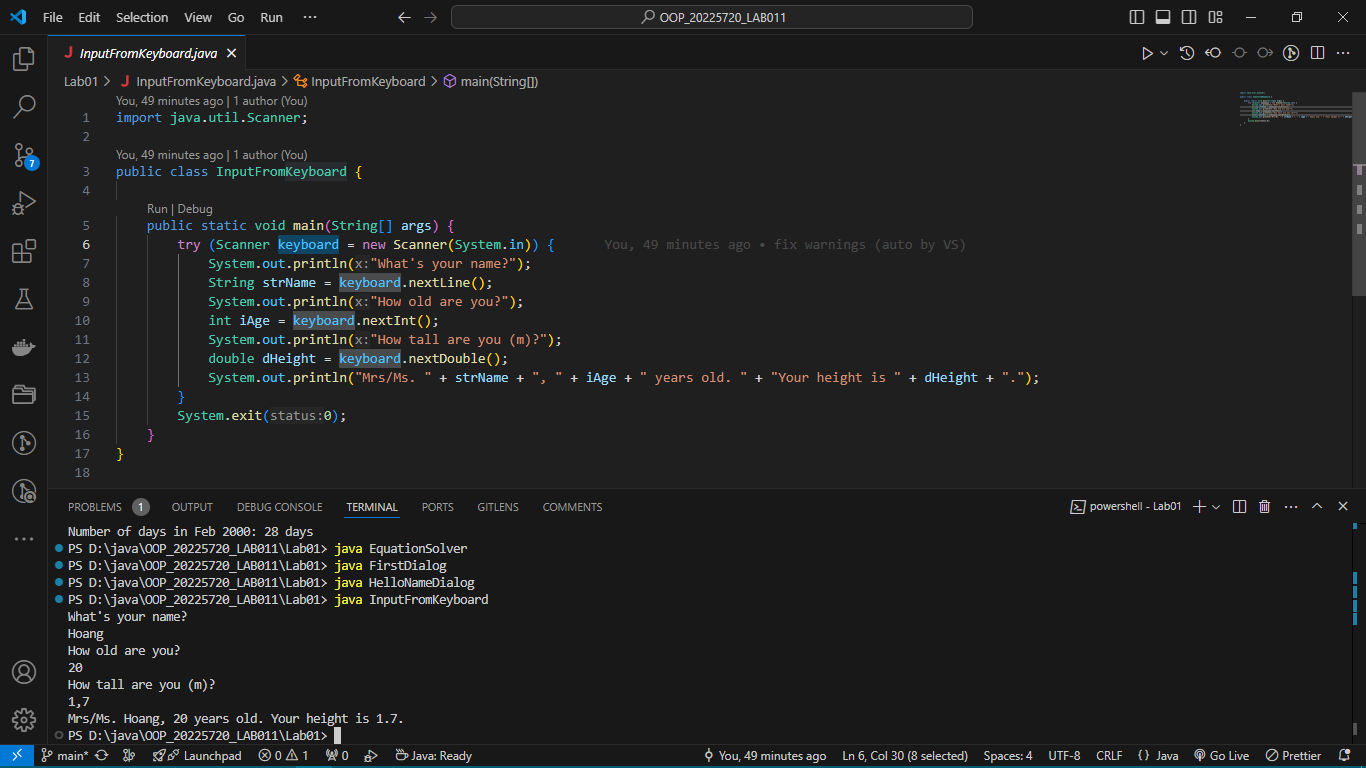 File Edit Selection View Go Run ··· OOP_20225720_LAB011
J InputFromKeyboard.java
Lab01 > J InputFromKeyboard.java > InputFromKeyboard > main(String[])
You, 49 minutes ago | 1 author (You)
1 import java.util.Scanner;
2
You, 49 minutes ago | 1 author (You)
3 public class InputFromKeyboard {
4
Run | Debug
5 public static void main(String[] args) {
6 try (Scanner keyboard = new Scanner(System.in)) { You, 49 minutes ago • fix warnings (auto by VS)
7 System.out.println(x:"What's your name?");
8 String strName = keyboard.nextLine();
9 System.out.println(x:"How old are you?");
10 int iAge = keyboard.nextInt();
11 System.out.println(x:"How tall are you (m)?");
12 double dHeight = keyboard.nextDouble();
13 System.out.println("Mrs/Ms. " + strName + ", " + iAge + " years old. " + "Your height is " + dHeight + ".");
14 }
15 System.exit(status:0);
16 }
17 }
18
7
PROBLEMS 1 OUTPUT DEBUG CONSOLE TERMINAL PORTS GITLENS COMMENTS powershell - Lab01
Number of days in Feb 2000: 28 days
PS D:\java\OOP_20225720_LAB011\Lab01> java EquationSolver
PS D:\java\OOP_20225720_LAB011\Lab01> java FirstDialog
PS D:\java\OOP_20225720_LAB011\Lab01> java HelloNameDialog
PS D:\java\OOP_20225720_LAB011\Lab01> java InputFromKeyboard
What's your name?
Hoang
How old are you?
20
How tall are you (m)?
1,7
Mrs/Ms. Hoang, 20 years old. Your height is 1.7.
PS D:\java\OOP_20225720_LAB011\Lab01>
main* Launchpad 0 1 0 Java: Ready You, 49 minutes ago Ln 6, Col 30 (8 selected) Spaces: 4 UTF-8 CRLF { } Java Go Live Prettier